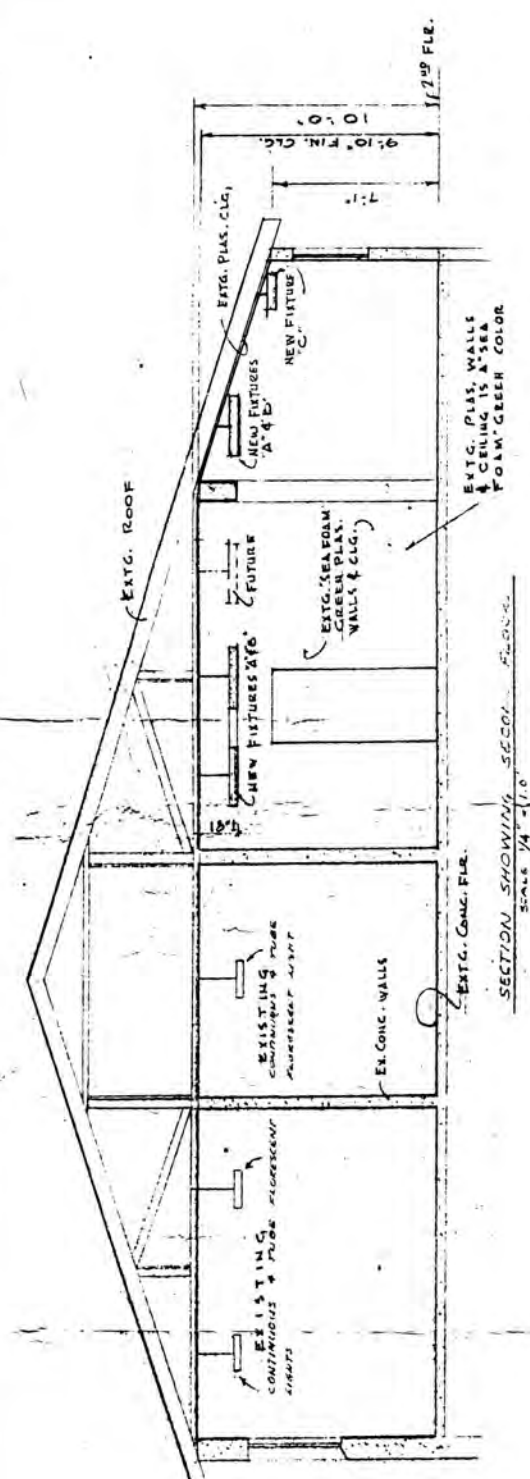 EXTG. ROOF
EXTG. PLAS. CLG.
NEW FIXTURES
"A" & "D"
NEW FIXTURE
"C"
2ND FLR.
10'-0"
9'-10" FIN. CLG.
7'-1"
FUTURE
NEW FIXTURES "A" & "B"
EXTG. "SEA FOAM"
GREEN PLAS.
WALLS & CLG.
EXTG. PLAS. WALLS
& CEILING IS A "SEA
FOAM" GREEN COLOR
EXISTING
CONTINUOUS 4 TUBE
FLUORESCENT LIGHT
EX. CONC. WALLS
EXTG. CONC. FLR.
EXISTING
CONTINUOUS 4 TUBE FLUORESCENT
LIGHTS
SECTION SHOWING SECOND FLOOR
SCALE 1/4" = 1'.0